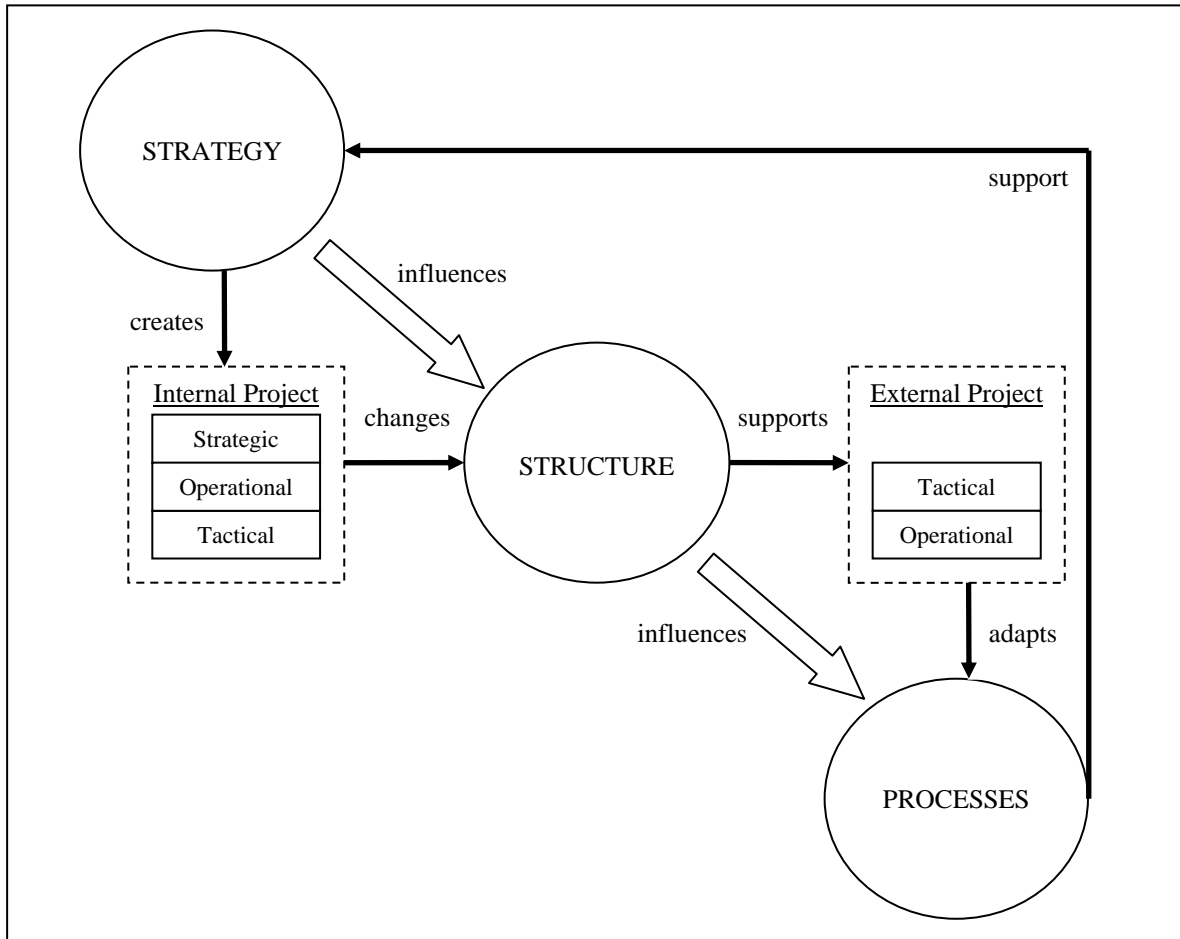 STRATEGY
support
influences
creates
Internal Project
Strategic
Operational
Tactical
changes
STRUCTURE
supports
External Project
Tactical
Operational
influences
adapts
PROCESSES